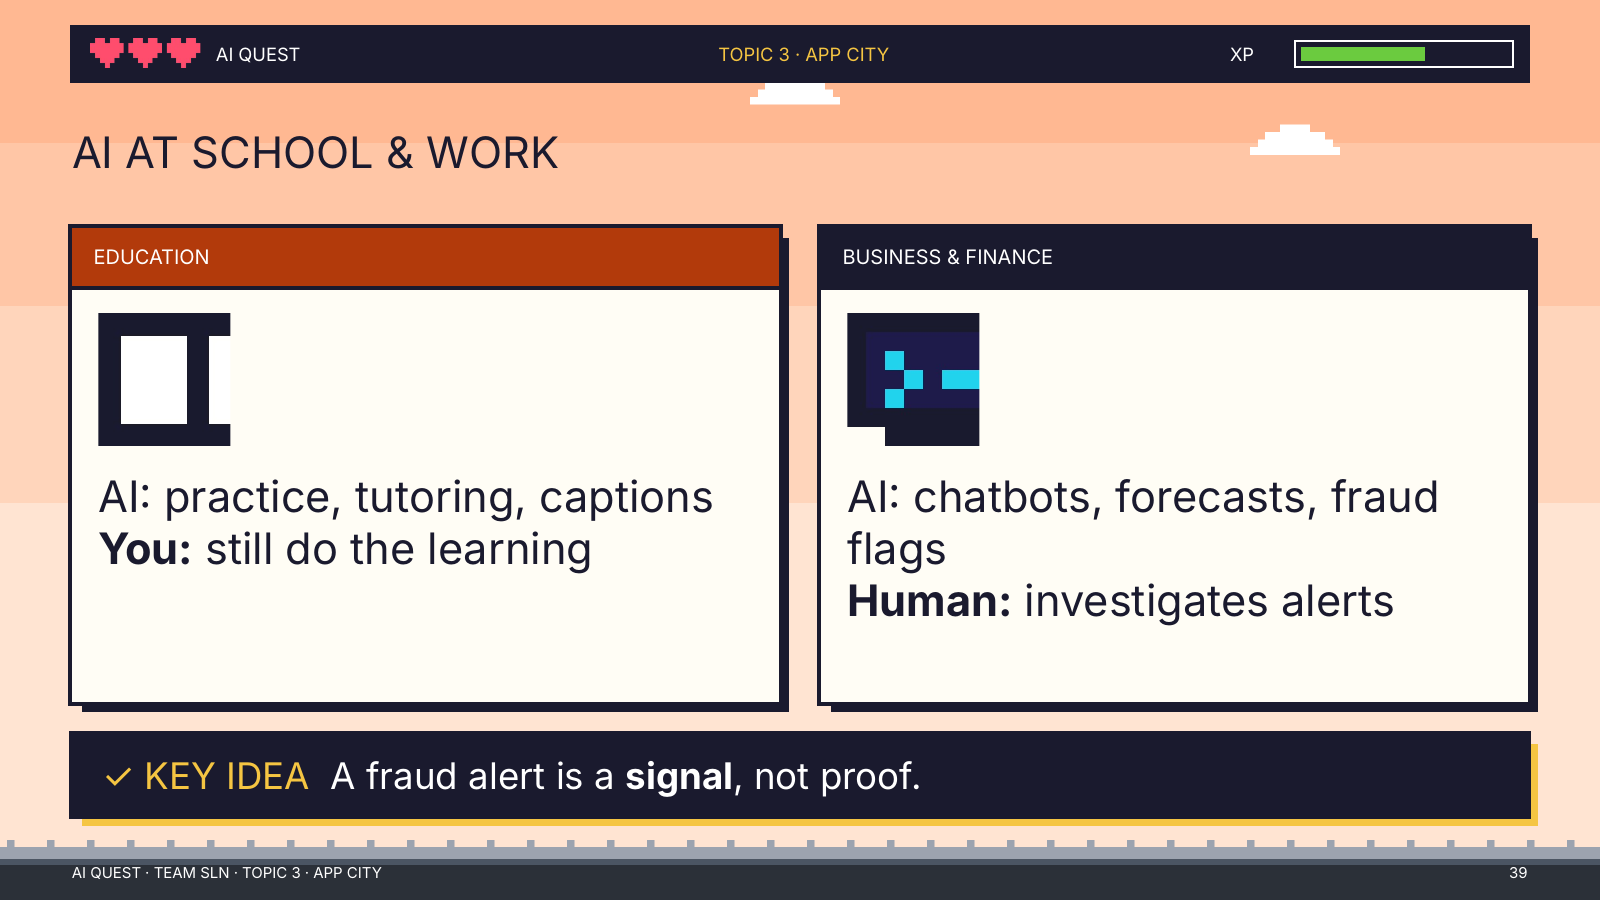 AI QUEST
TOPIC 3 · APP CITY
XP
AI AT SCHOOL & WORK
EDUCATION
AI: practice, tutoring, captions
You: still do the learning
BUSINESS & FINANCE
AI: chatbots, forecasts, fraud
flags
Human: investigates alerts
✓ KEY IDEA A fraud alert is a signal, not proof.
AI QUEST · TEAM SLN · TOPIC 3 · APP CITY
39